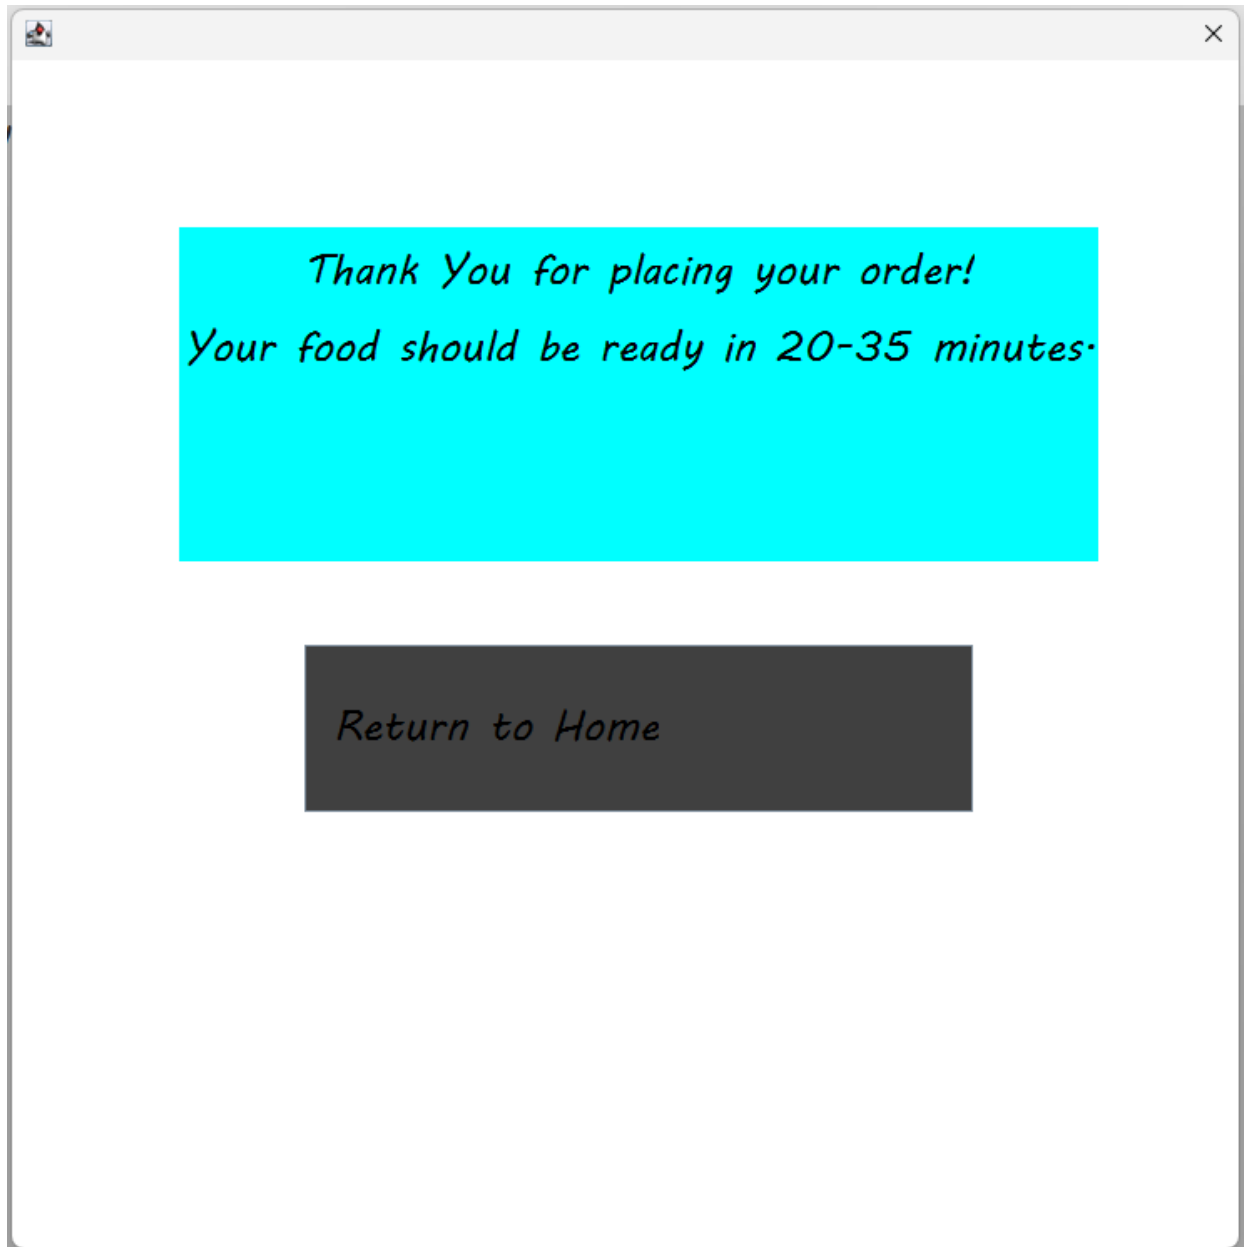 Thank You for placing your order!
Your food should be ready in 20-35 minutes.
Return to Home